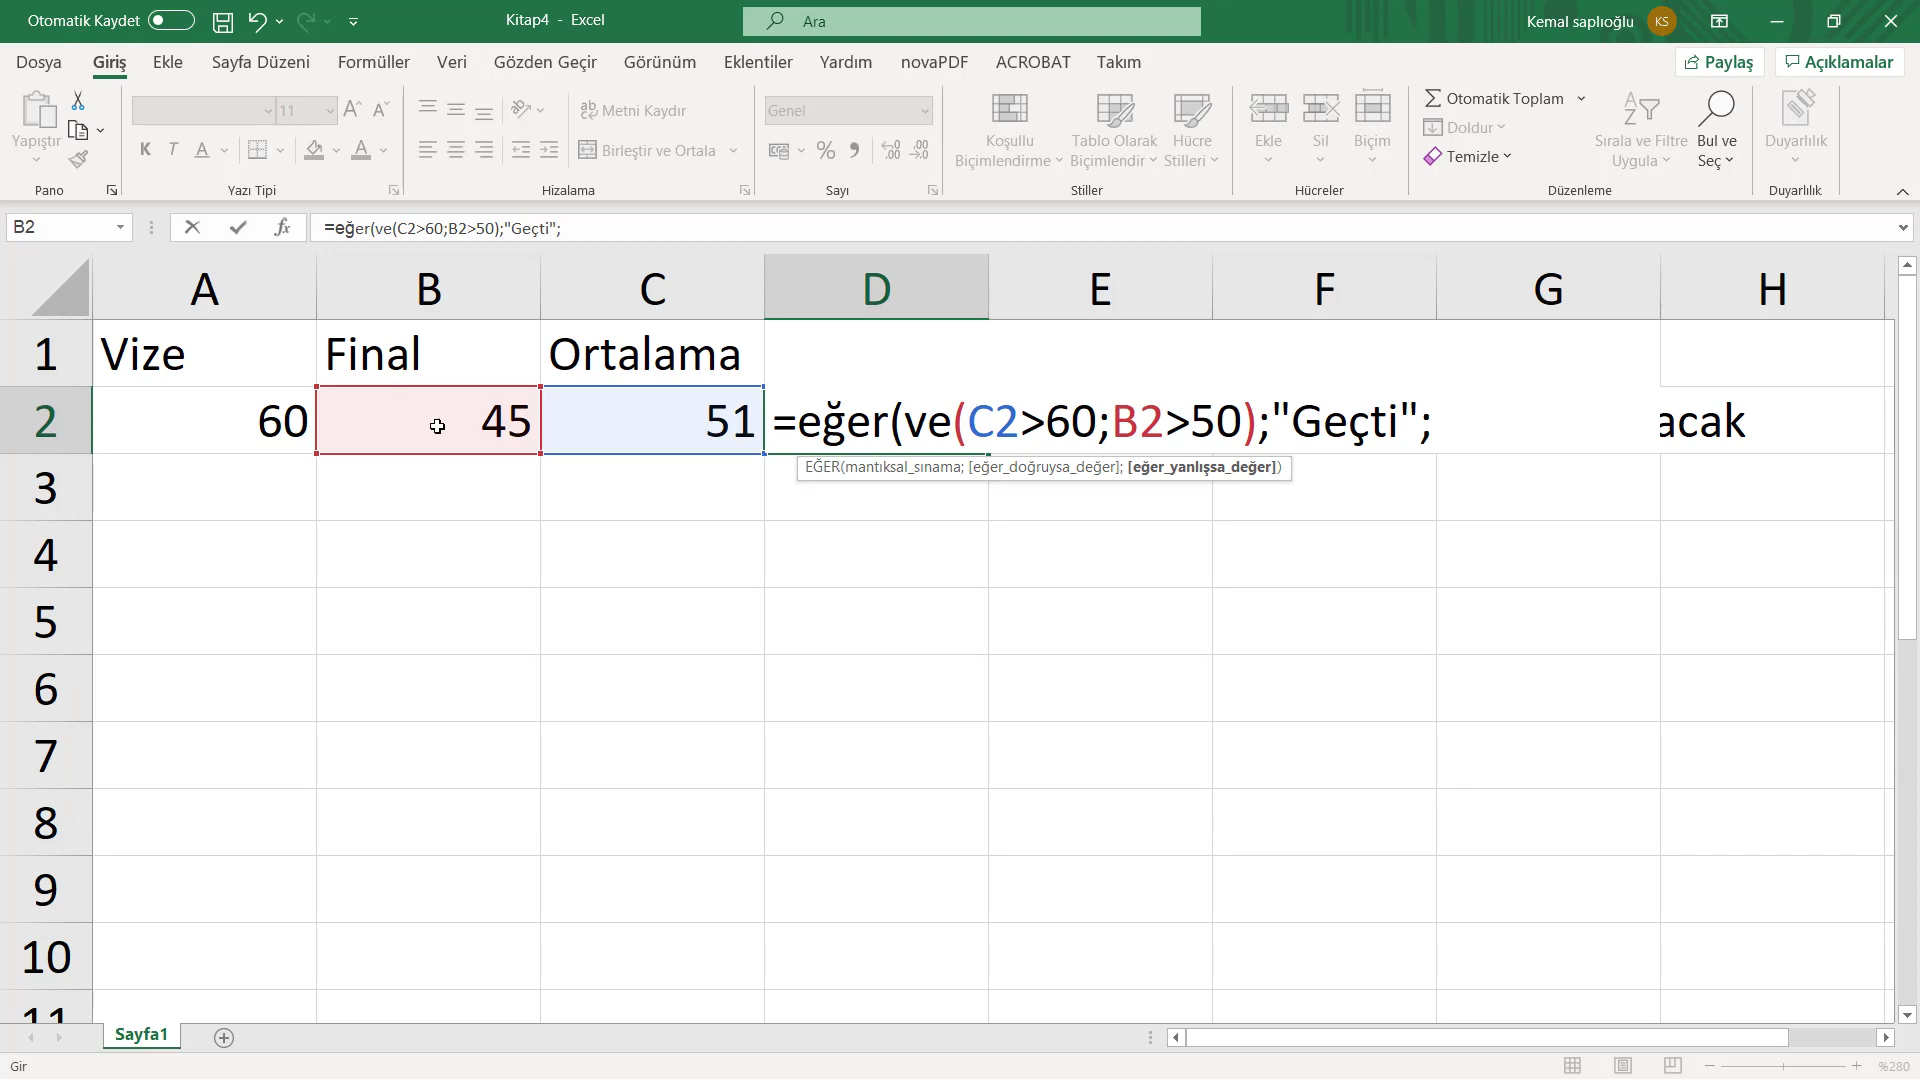 Otomatik Kaydet Kitap4 - Excel Ara Kemal saplıoğlu KS
Dosya Giriş Ekle Sayfa Düzeni Formüller Veri Gözden Geçir Görünüm Eklentiler Yardım novaPDF ACROBAT Takım Paylaş Açıklamalar
11 Metni Kaydır Genel Otomatik Toplam
Yapıştır Koşullu Tablo Olarak Hücre Ekle Sil Biçim Doldur Sırala ve Filtre Bul ve Duyarlılık
K T A A Birleştir ve Ortala % Biçimlendirme Biçimlendir Stilleri Temizle Uygula Seç
Pano Yazı Tipi Hizalama Sayı Stiller Hücreler Düzenleme Duyarlılık
B2 fx =eğer(ve(C2>60;B2>50);"Geçti";
A B C D E F G H
1 Vize Final Ortalama
2 60 45 51 =eğer(ve(C2>60;B2>50);"Geçti"; acak
EĞER(mantıksal_sınama; [eğer_doğruysa_değer]; [eğer_yanlışsa_değer])
3
4
5
6
7
8
9
10
11
Sayfa1
Gir %280